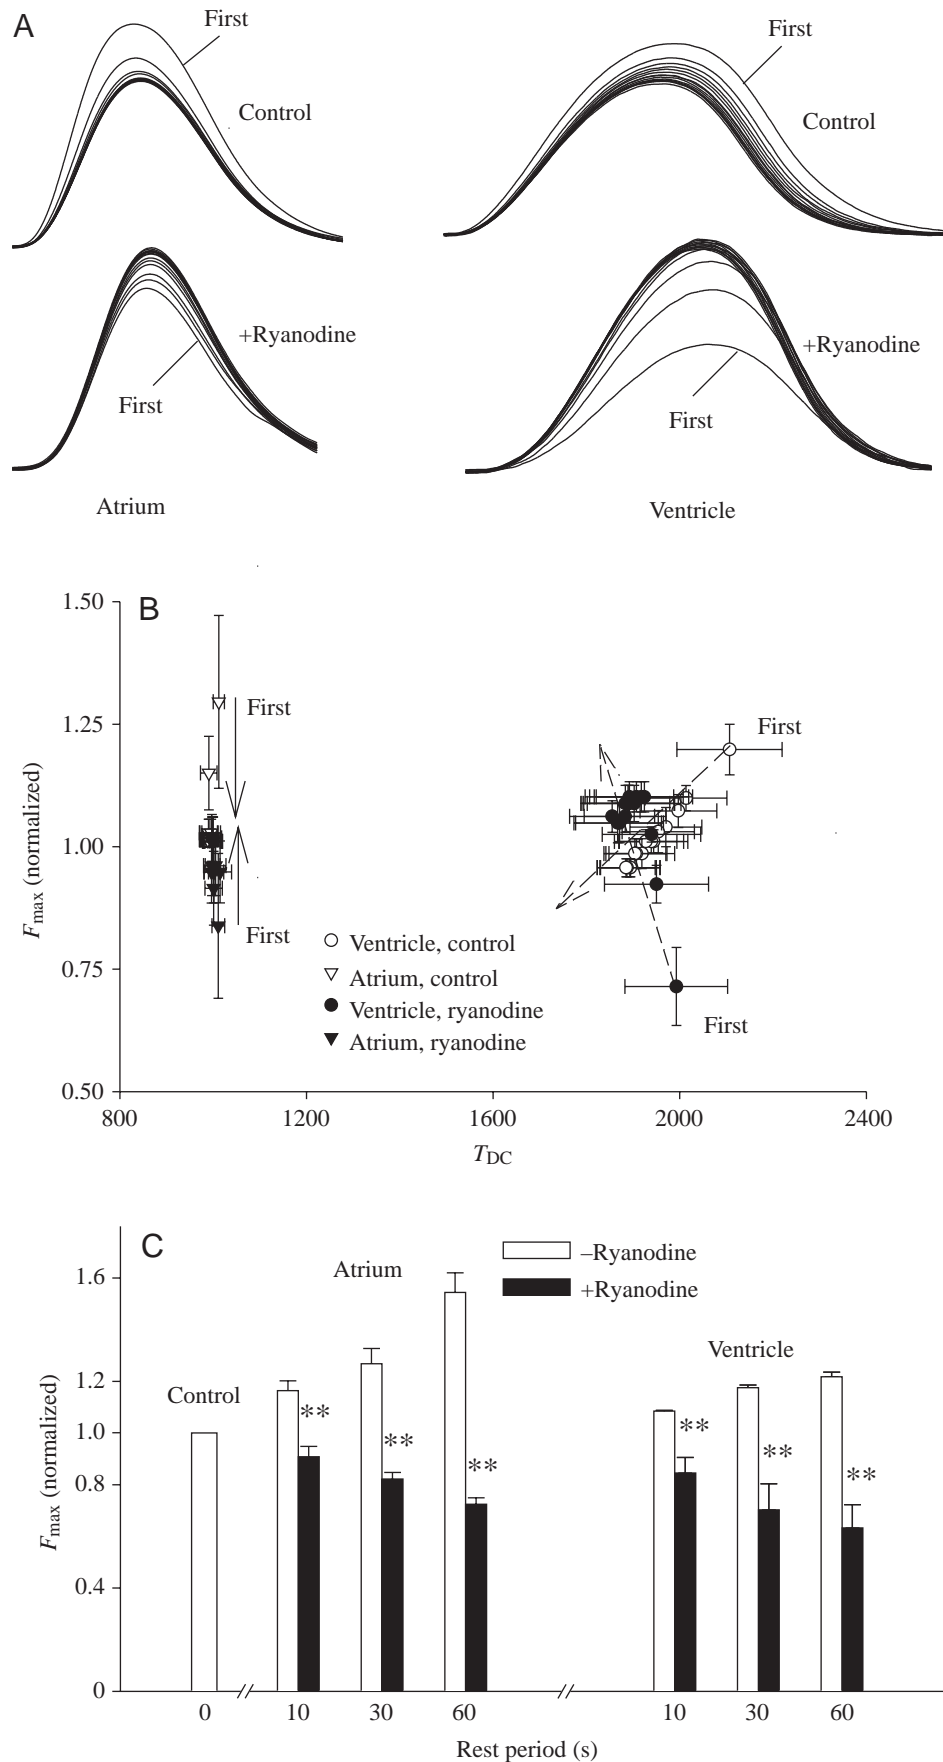 A
First
Control
First
Control
+Ryanodine
First
+Ryanodine
First
Atrium
Ventricle
B
1.50
1.25
1.00
0.75
0.50
Fmax (normalized)
First
First
First
First
Ventricle, control
Atrium, control
Ventricle, ryanodine
Atrium, ryanodine
800 1200 1600 2000 2400
TDC
C
–Ryanodine
+Ryanodine
Atrium
Ventricle
Control
1.6
1.2
1.0
0.8
0.4
0
Fmax (normalized)
** ** ** ** ** **
0 10 30 60 10 30 60
Rest period (s)